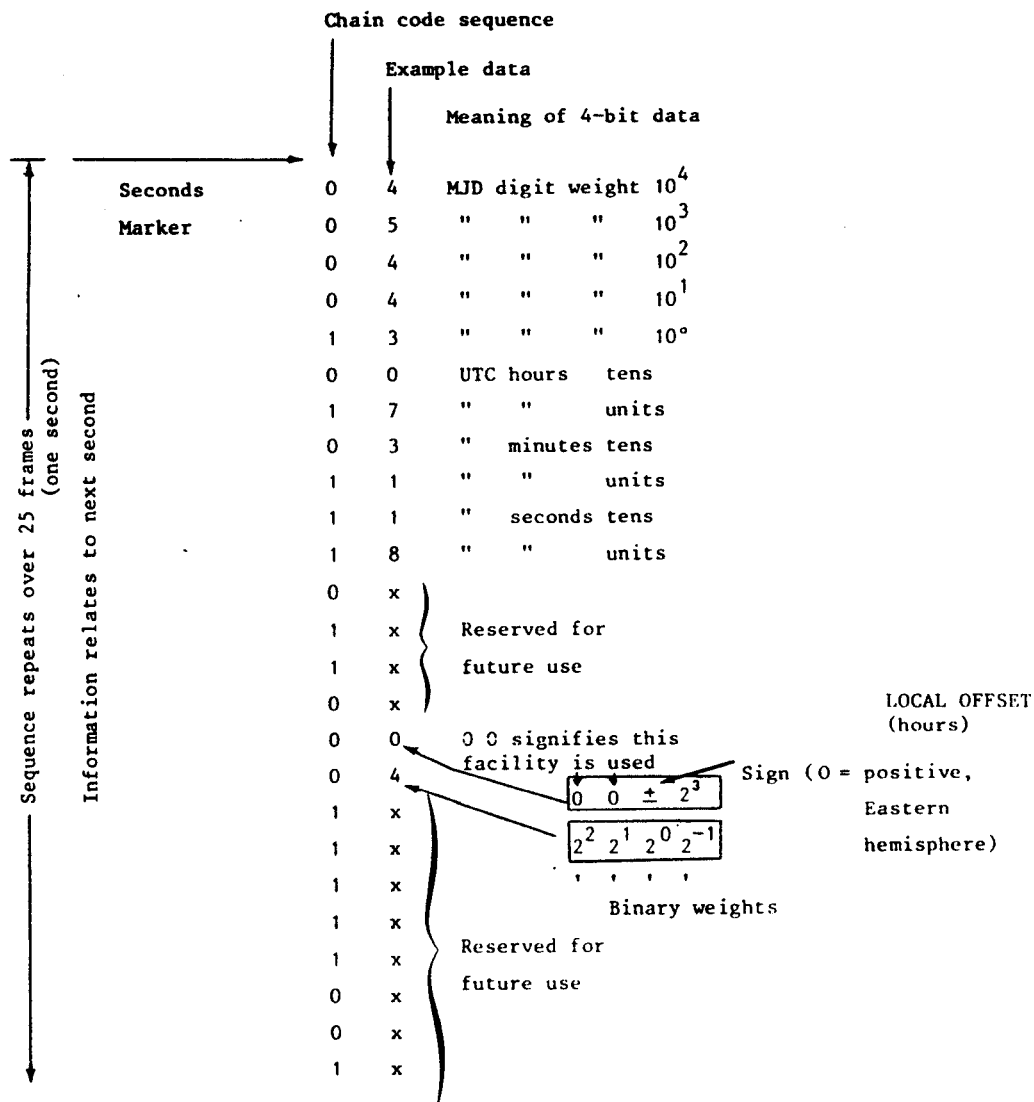 Chain code sequence
Example data
Meaning of 4-bit data
Seconds 0 4 MJD digit weight 10^4
Marker 0 5 " " " 10^3
0 4 " " " 10^2
0 4 " " " 10^1
1 3 " " " 10°
0 0 UTC hours tens
1 7 " " units
0 3 " minutes tens
1 1 " " units
1 1 " seconds tens
1 8 " " units
0 x
1 x Reserved for
1 x future use
0 x
LOCAL OFFSET
(hours)
0 0 0 0 signifies this
facility is used
0 4
Sign (0 = positive,
Eastern
hemisphere)
0 0 ± 2^3
2^2 2^1 2^0 2^-1
Binary weights
1 x
1 x
1 x
1 x
1 x Reserved for
future use
0 x
0 x
1 x
Sequence repeats over 25 frames
(one second)
Information relates to next second